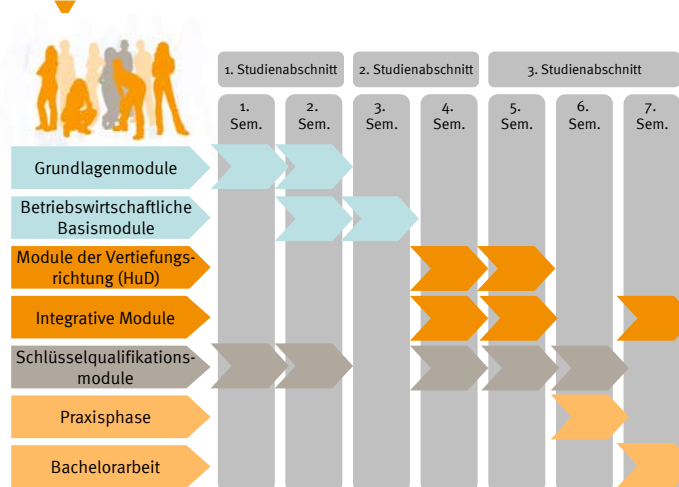 1. Studienabschnitt
2. Studienabschnitt
3. Studienabschnitt
1.
Sem.
2.
Sem.
3.
Sem.
4.
Sem.
5.
Sem.
6.
Sem.
7.
Sem.
Grundlagenmodule
Betriebswirtschaftliche
Basismodule
Module der Vertiefungs-
richtung (HuD)
Integrative Module
Schlüsselqualifikations-
module
Praxisphase
Bachelorarbeit